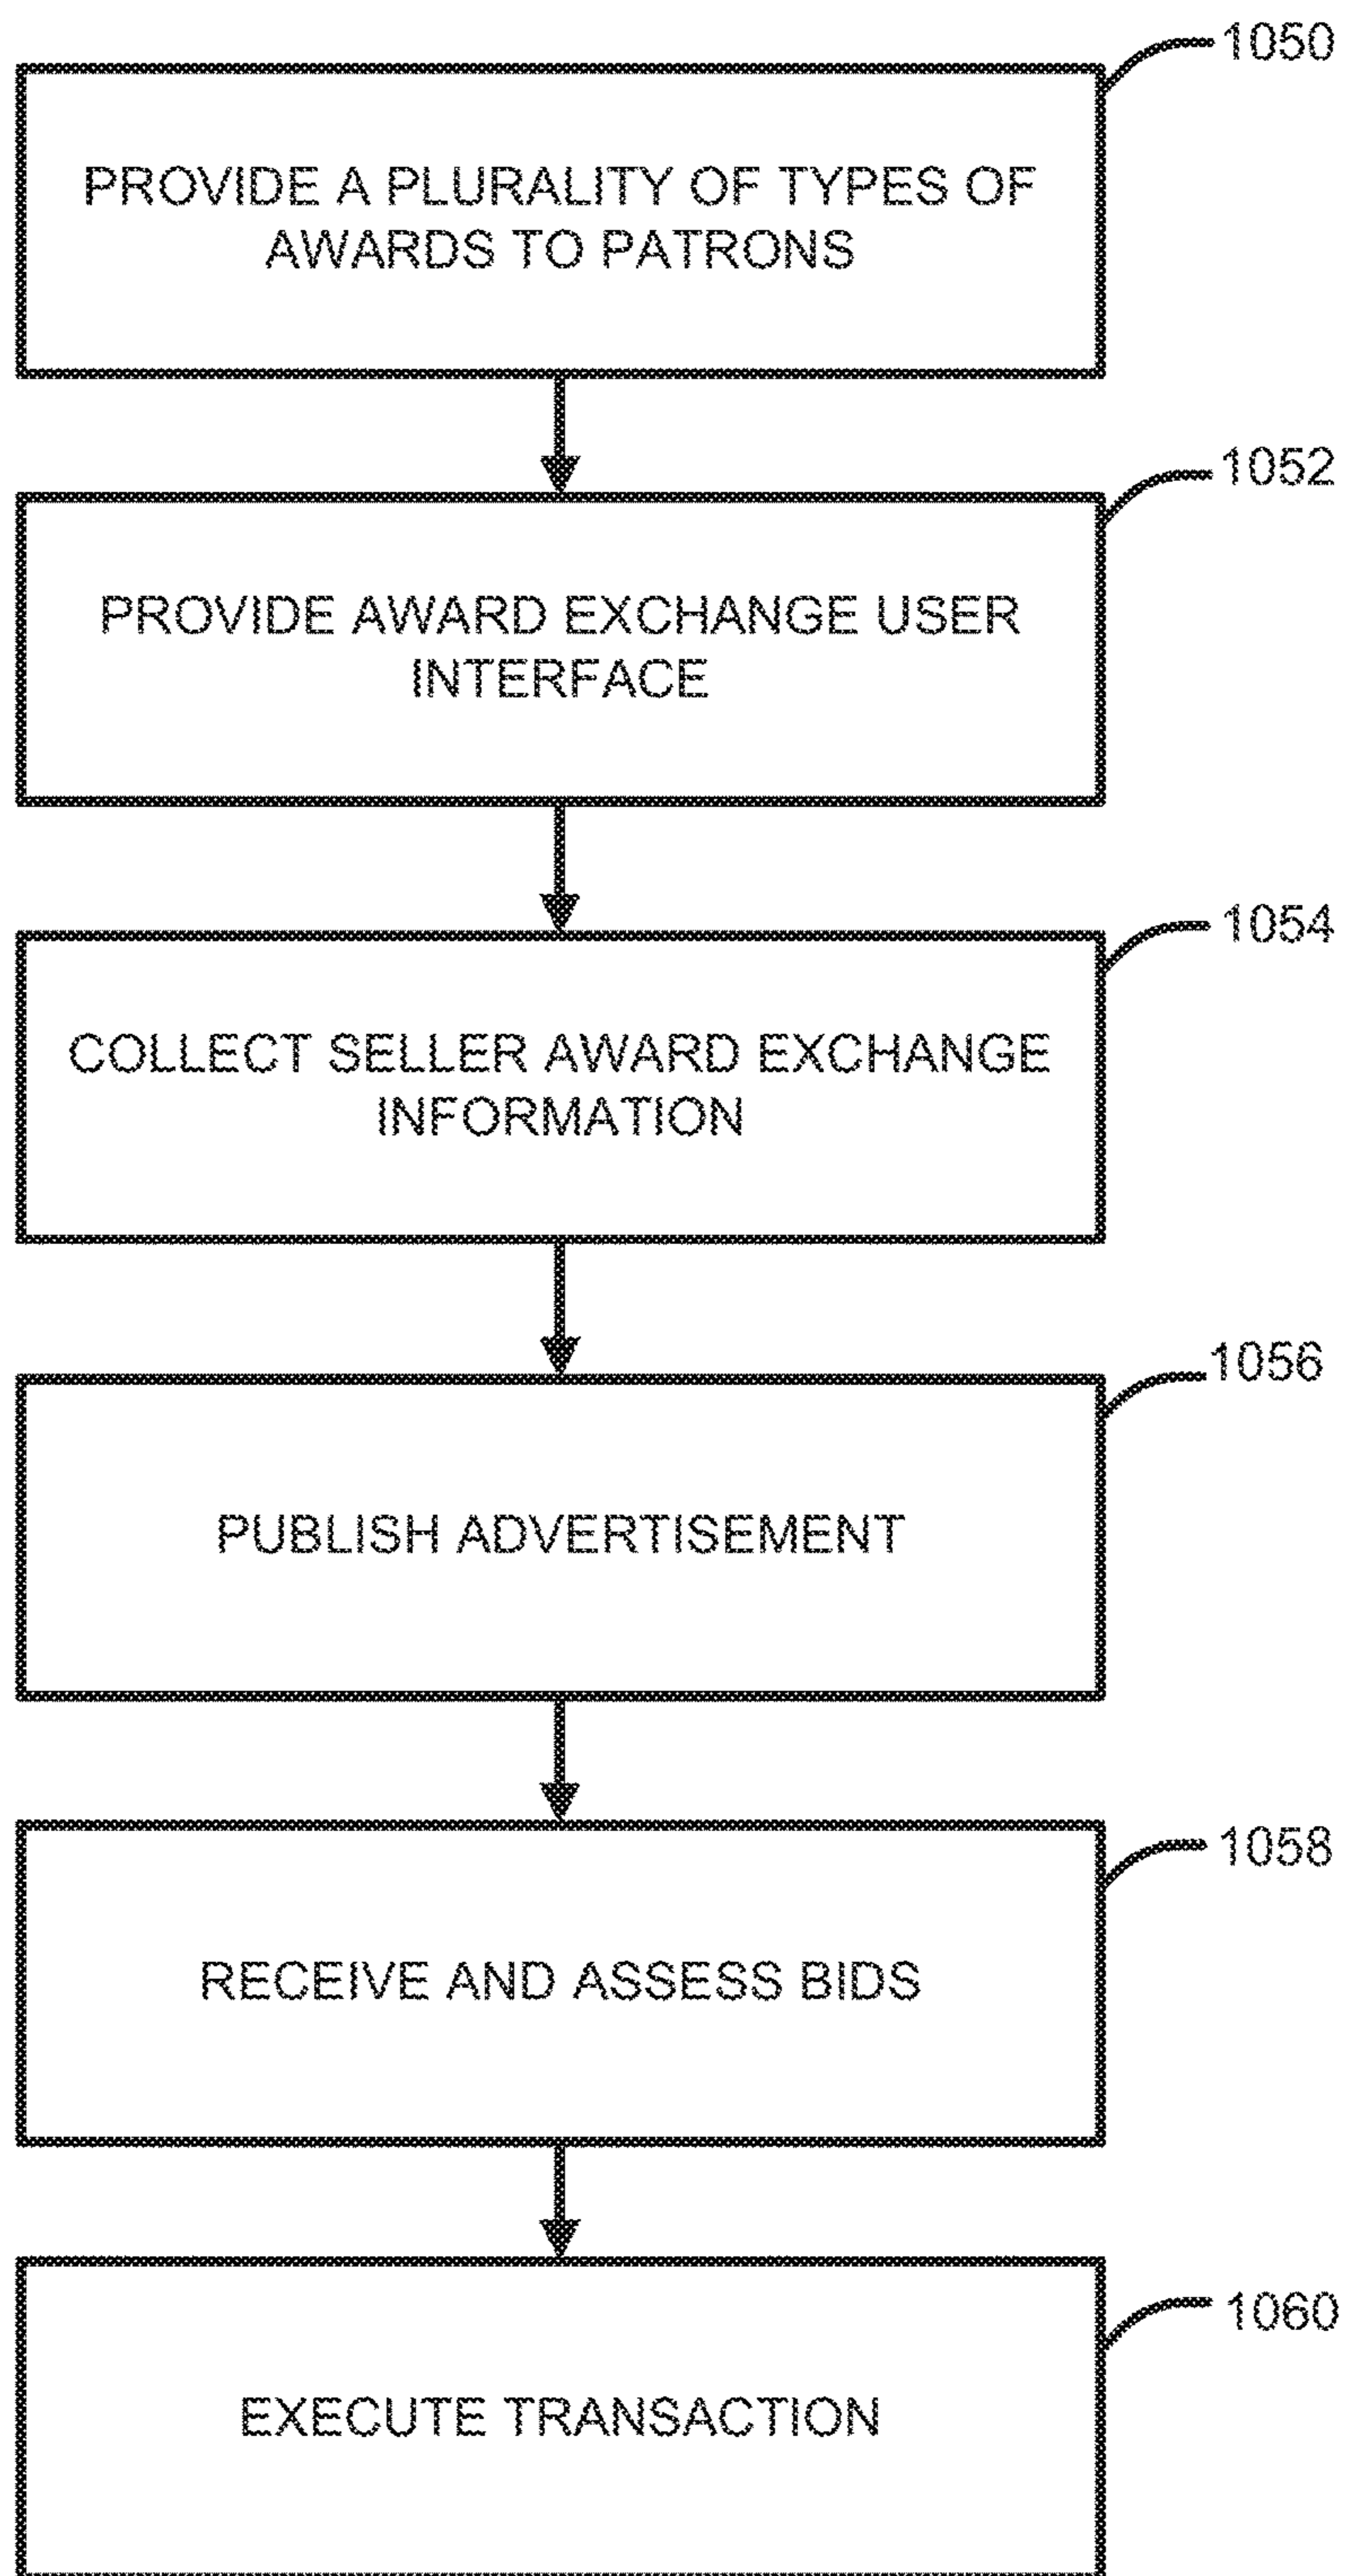 1050
PROVIDE A PLURALITY OF TYPES OF
AWARDS TO PATRONS
1052
PROVIDE AWARD EXCHANGE USER
INTERFACE
1054
COLLECT SELLER AWARD EXCHANGE
INFORMATION
1056
PUBLISH ADVERTISEMENT
1058
RECEIVE AND ASSESS BIDS
1060
EXECUTE TRANSACTION